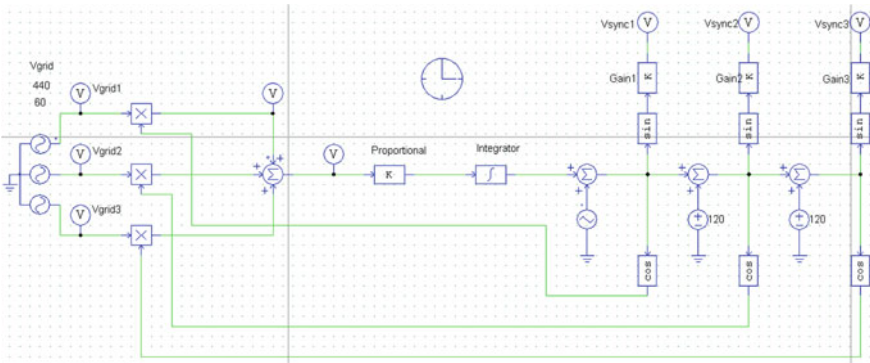 Vsync1
Vsync2
Vsync3
V
V
V
Vgrid
440
60
V
Vgrid1
V
Gain1
K
Gain2
K
Gain3
K
sin
sin
sin
V
Vgrid2
V
Proportional
K
Integrator
∫
Σ
Σ
Σ
Σ
V
Vgrid3
120
120
cos
cos
cos